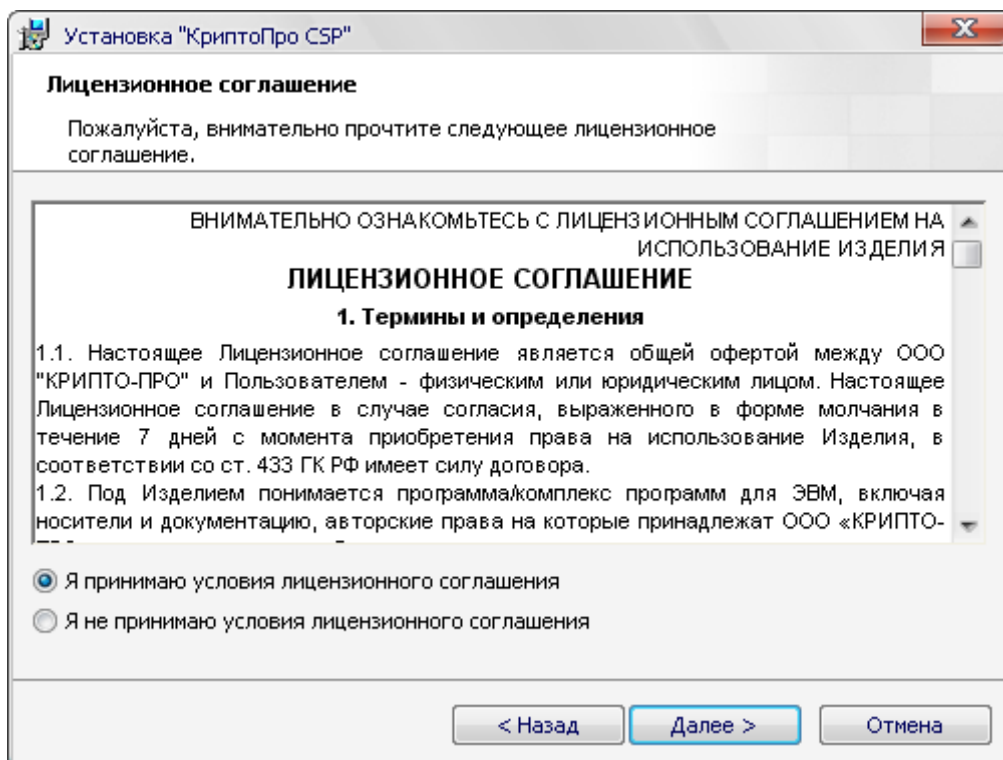 Установка "КриптоПро CSP"
Лицензионное соглашение
Пожалуйста, внимательно прочтите следующее лицензионное
соглашение.
ВНИМАТЕЛЬНО ОЗНАКОМЬТЕСЬ С ЛИЦЕНЗИОННЫМ СОГЛАШЕНИЕМ НА
ИСПОЛЬЗОВАНИЕ ИЗДЕЛИЯ
ЛИЦЕНЗИОННОЕ СОГЛАШЕНИЕ
1. Термины и определения
1.1. Настоящее Лицензионное соглашение является общей офертой между ООО
"КРИПТО-ПРО" и Пользователем - физическим или юридическим лицом. Настоящее
Лицензионное соглашение в случае согласия, выраженного в форме молчания в
течение 7 дней с момента приобретения права на использование Изделия, в
соответствии со ст. 433 ГК РФ имеет силу договора.
1.2. Под Изделием понимается программа/комплекс программ для ЭВМ, включая
носители и документацию, авторские права на которые принадлежат ООО «КРИПТО-
Я принимаю условия лицензионного соглашения
Я не принимаю условия лицензионного соглашения
< Назад
Далее >
Отмена